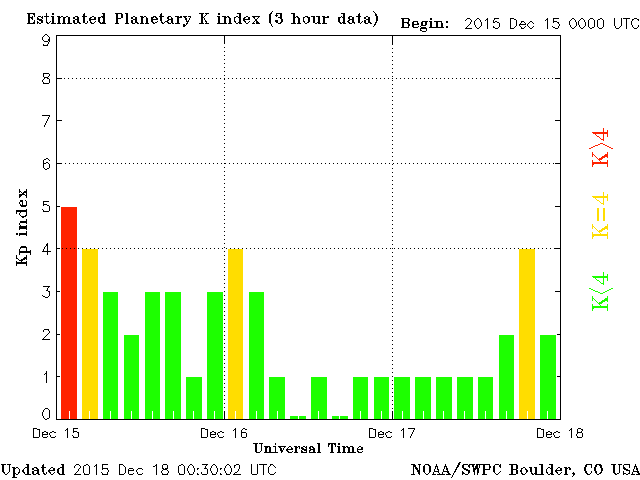 Estimated Planetary K index (3 hour data) Begin: 2015 Dec 15 0000 UTC
9
8
7
6
5
4
3
2
1
0
Kp index
K>4
K=4
K<4
Dec 15 Dec 16 Dec 17 Dec 18
Universal Time
Updated 2015 Dec 18 00:30:02 UTC NOAA/SWPC Boulder, CO USA